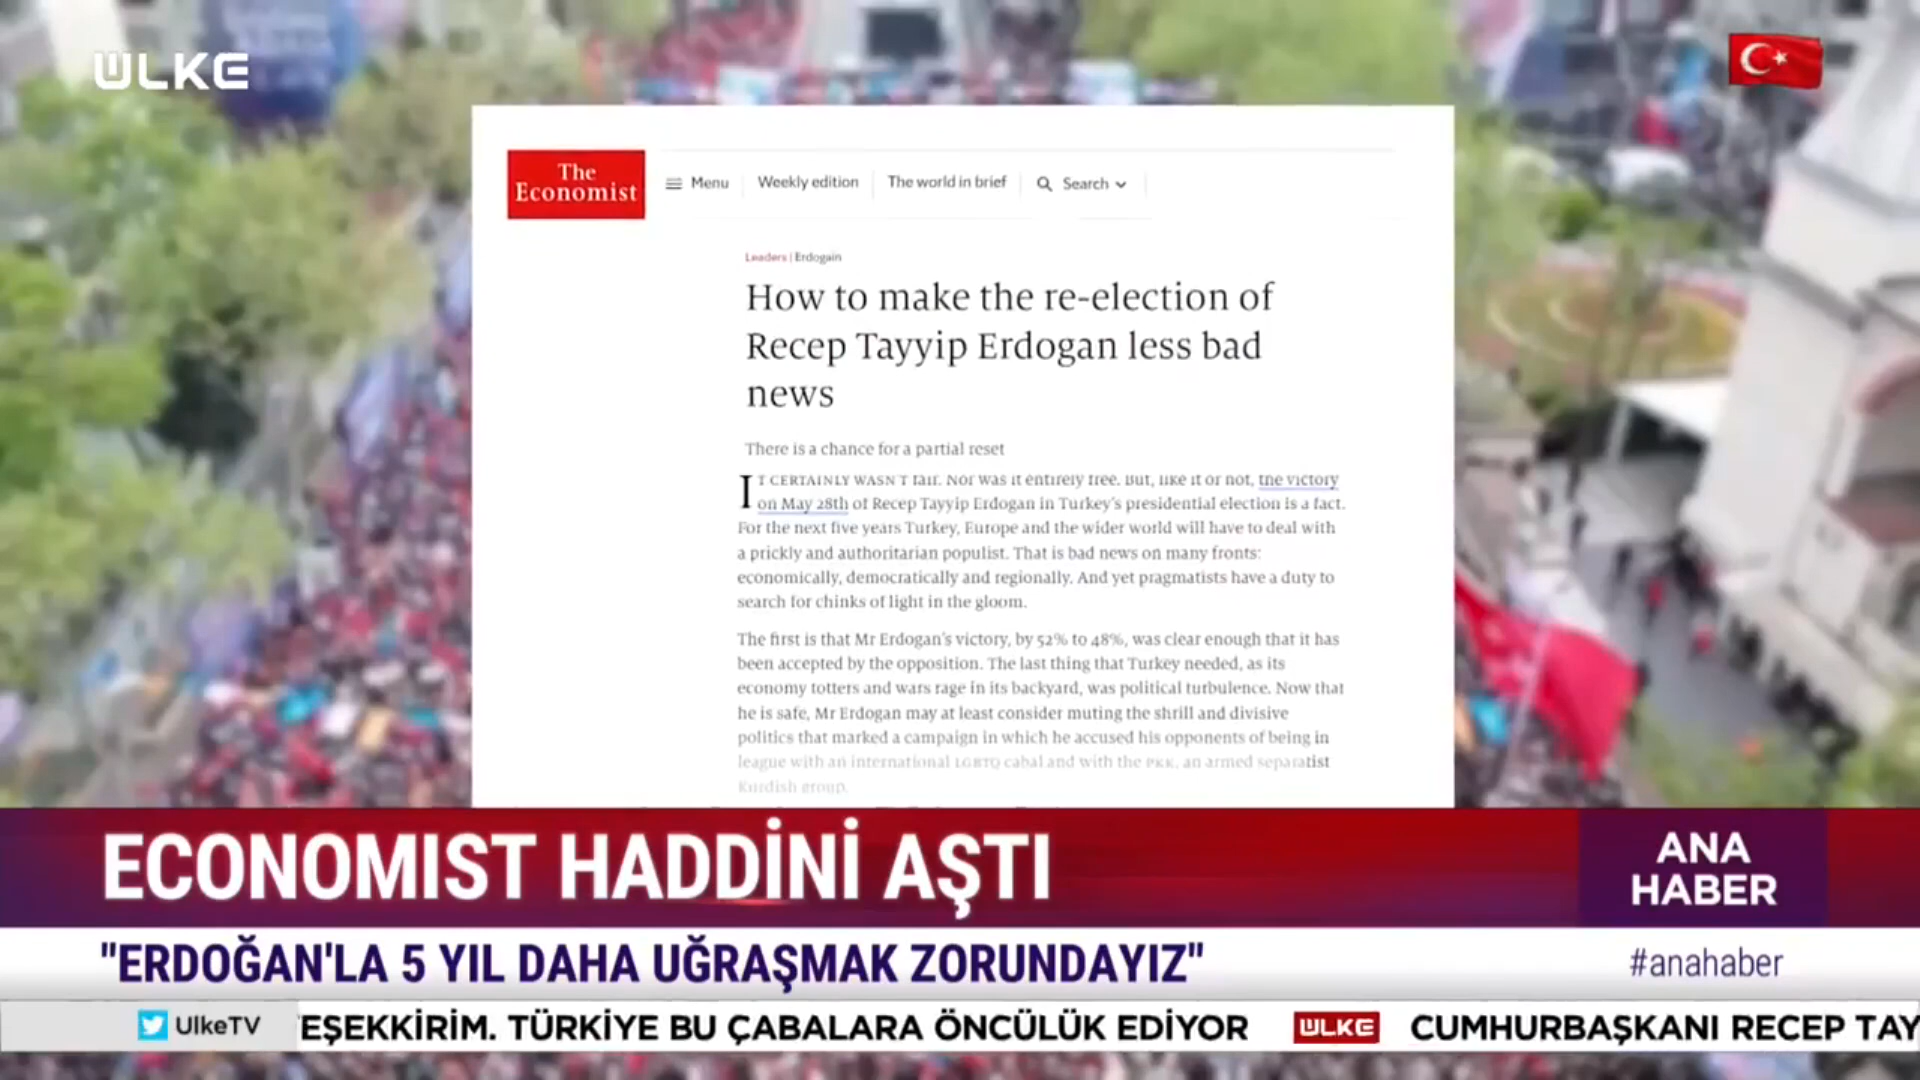 ÜLKE
The
Economist
Menu
Weekly edition
The world in brief
Search
Leaders | Erdogain
How to make the re-election of
Recep Tayyip Erdogan less bad
news
There is a chance for a partial reset
IT CERTAINLY WASN'T fair. Nor was it entirely free. But, like it or not, the victory
on May 28th of Recep Tayyip Erdogan in Turkey's presidential election is a fact.
For the next five years Turkey, Europe and the wider world will have to deal with
a prickly and authoritarian populist. That is bad news on many fronts:
economically, democratically and regionally. And yet pragmatists have a duty to
search for chinks of light in the gloom.
The first is that Mr Erdogan's victory, by 52% to 48%, was clear enough that it has
been accepted by the opposition. The last thing that Turkey needed, as its
economy totters and wars rage in its backyard, was political turbulence. Now that
he is safe, Mr Erdogan may at least consider muting the shrill and divisive
politics that marked a campaign in which he accused his opponents of being in
league with an international LGBTQ cabal and with the PKK, an armed separatist
Kurdish group.
ECONOMIST HADDİNİ AŞTI
ANA
HABER
"ERDOĞAN'LA 5 YIL DAHA UĞRAŞMAK ZORUNDAYIZ"
#anahaber
UlkeTV
EŞEKKİRİM. TÜRKİYE BU ÇABALARA ÖNCÜLÜK EDİYOR
ÜLKE
CUMHURBAŞKANI RECEP TAY